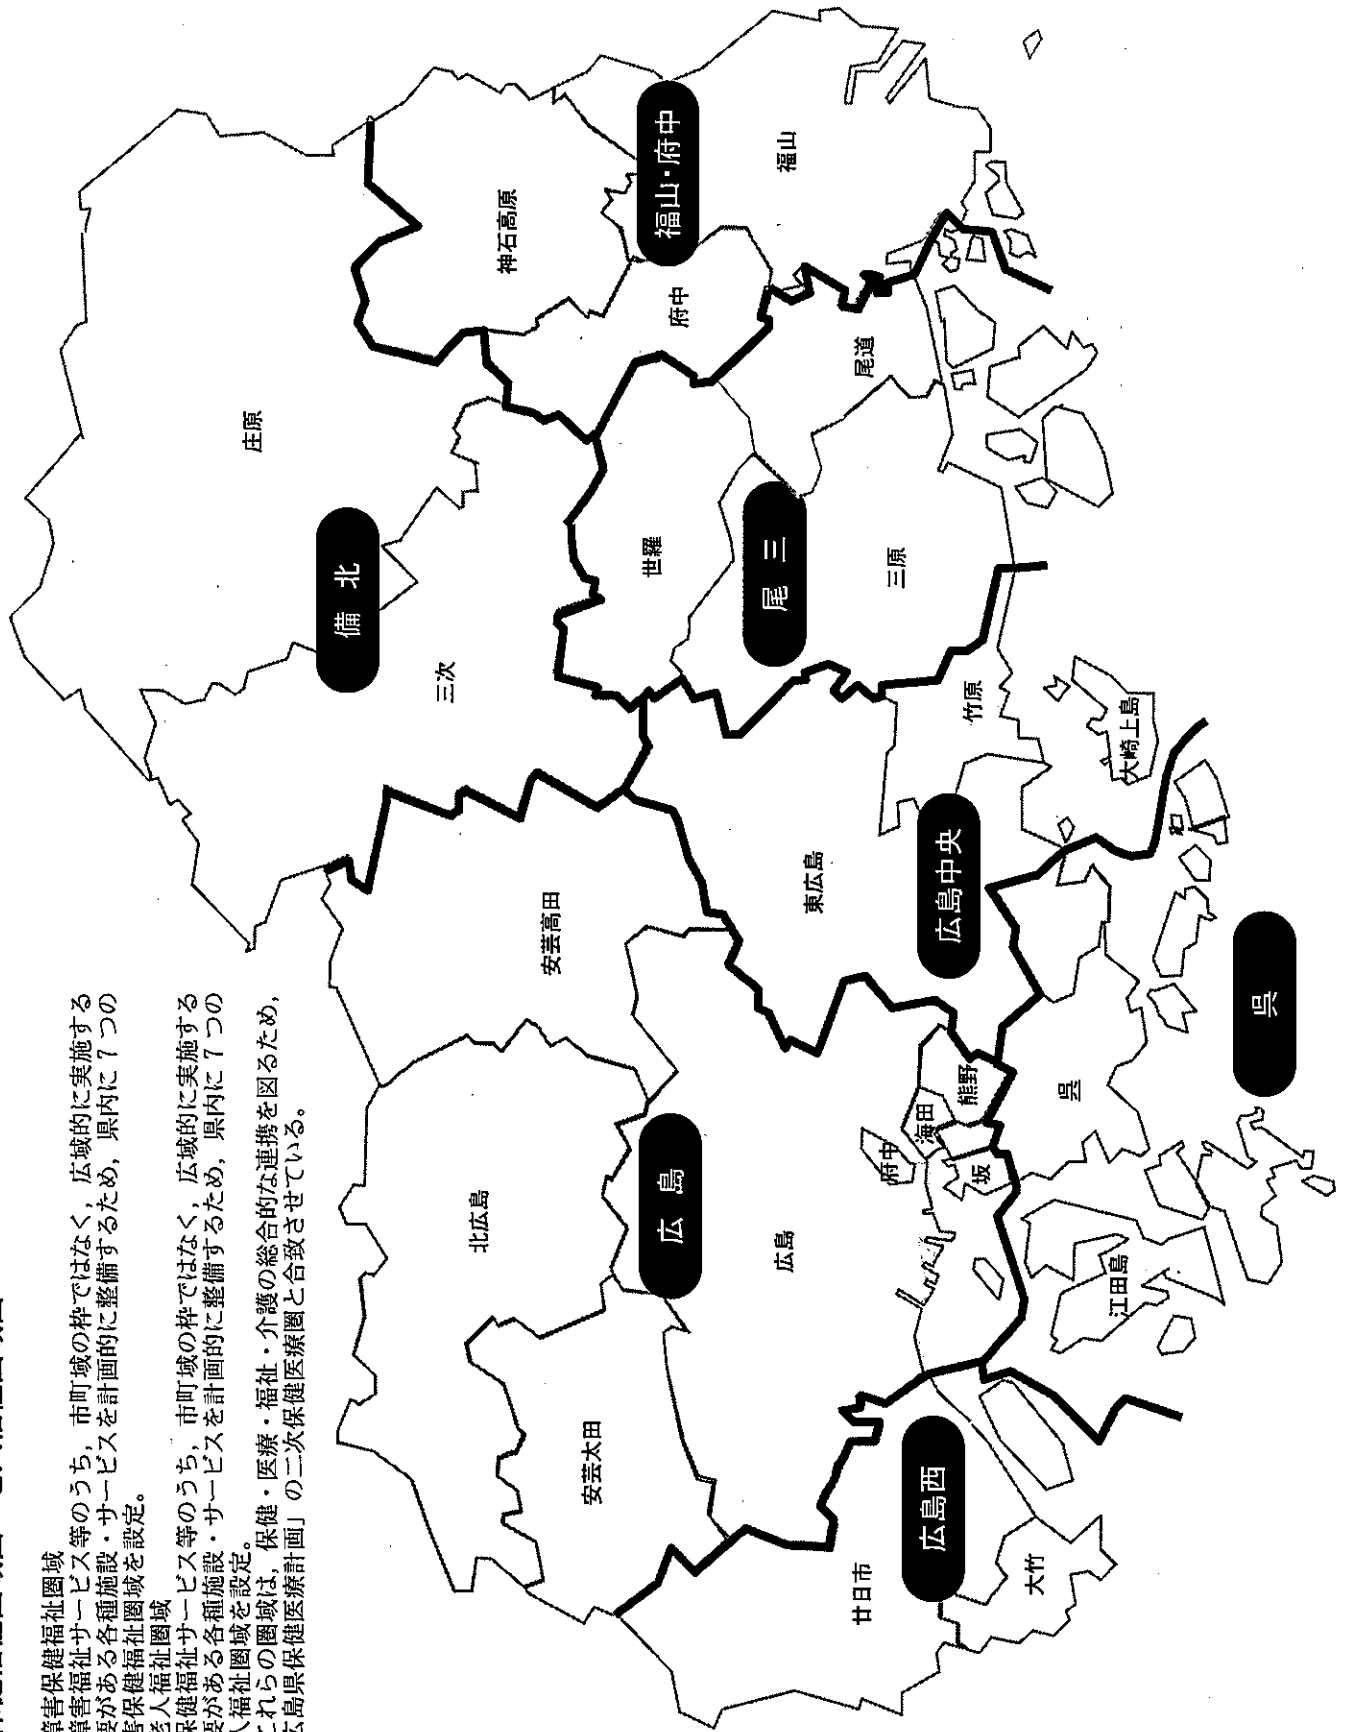 障害保健福祉圏域
障害福祉サービス等のうち，市町域の枠ではなく，広域的に実施する
要がある各種施設・サービスを計画的に整備するため，県内に７つの
害保健福祉圏域を設定。
老人福祉圏域
保健福祉サービス等のうち，市町域の枠ではなく，広域的に実施する
要がある各種施設・サービスを計画的に整備するため，県内に７つの
人福祉圏域を設定。
これらの圏域は，保健・医療・福祉・介護の総合的な連携を図るため，
広島県保健医療計画」の二次保健医療圏と合致させている。
庄原
備北
三次
神石高原
福山・府中
府中
福山
世羅
尾三
尾道
三原
安芸高田
東広島
竹原
広島中央
大崎上島
北広島
広島
広島
安芸太田
府中
海田
熊野
坂
呉
呉
江田島
廿日市
広島西
大竹